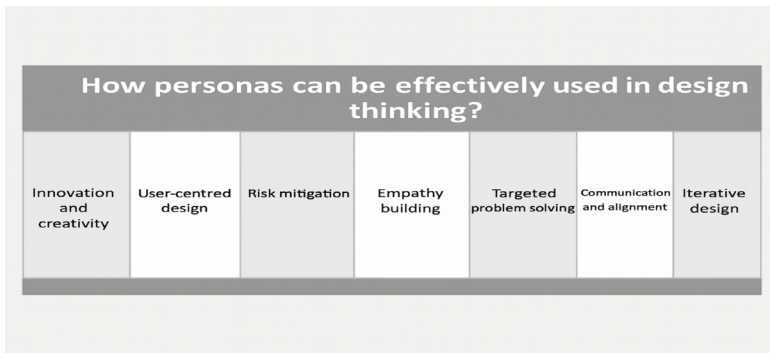 How personas can be effectively used in design
thinking?
Innovation
and
creativity
User-centred
design
Risk mitigation
Empathy
building
Targeted
problem solving
Communication
and alignment
Iterative
design